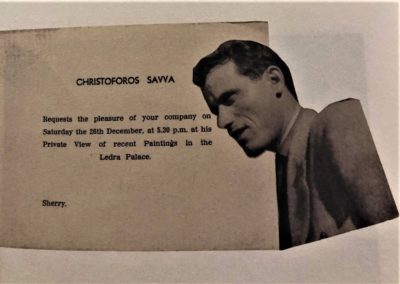 CHRISTOFOROS SAVVA
Requests the pleasure of your company on
Saturday the 26th December, at 5.30 p.m. at his
Private View of recent Paintings in the
Ledra Palace.
Sherry.